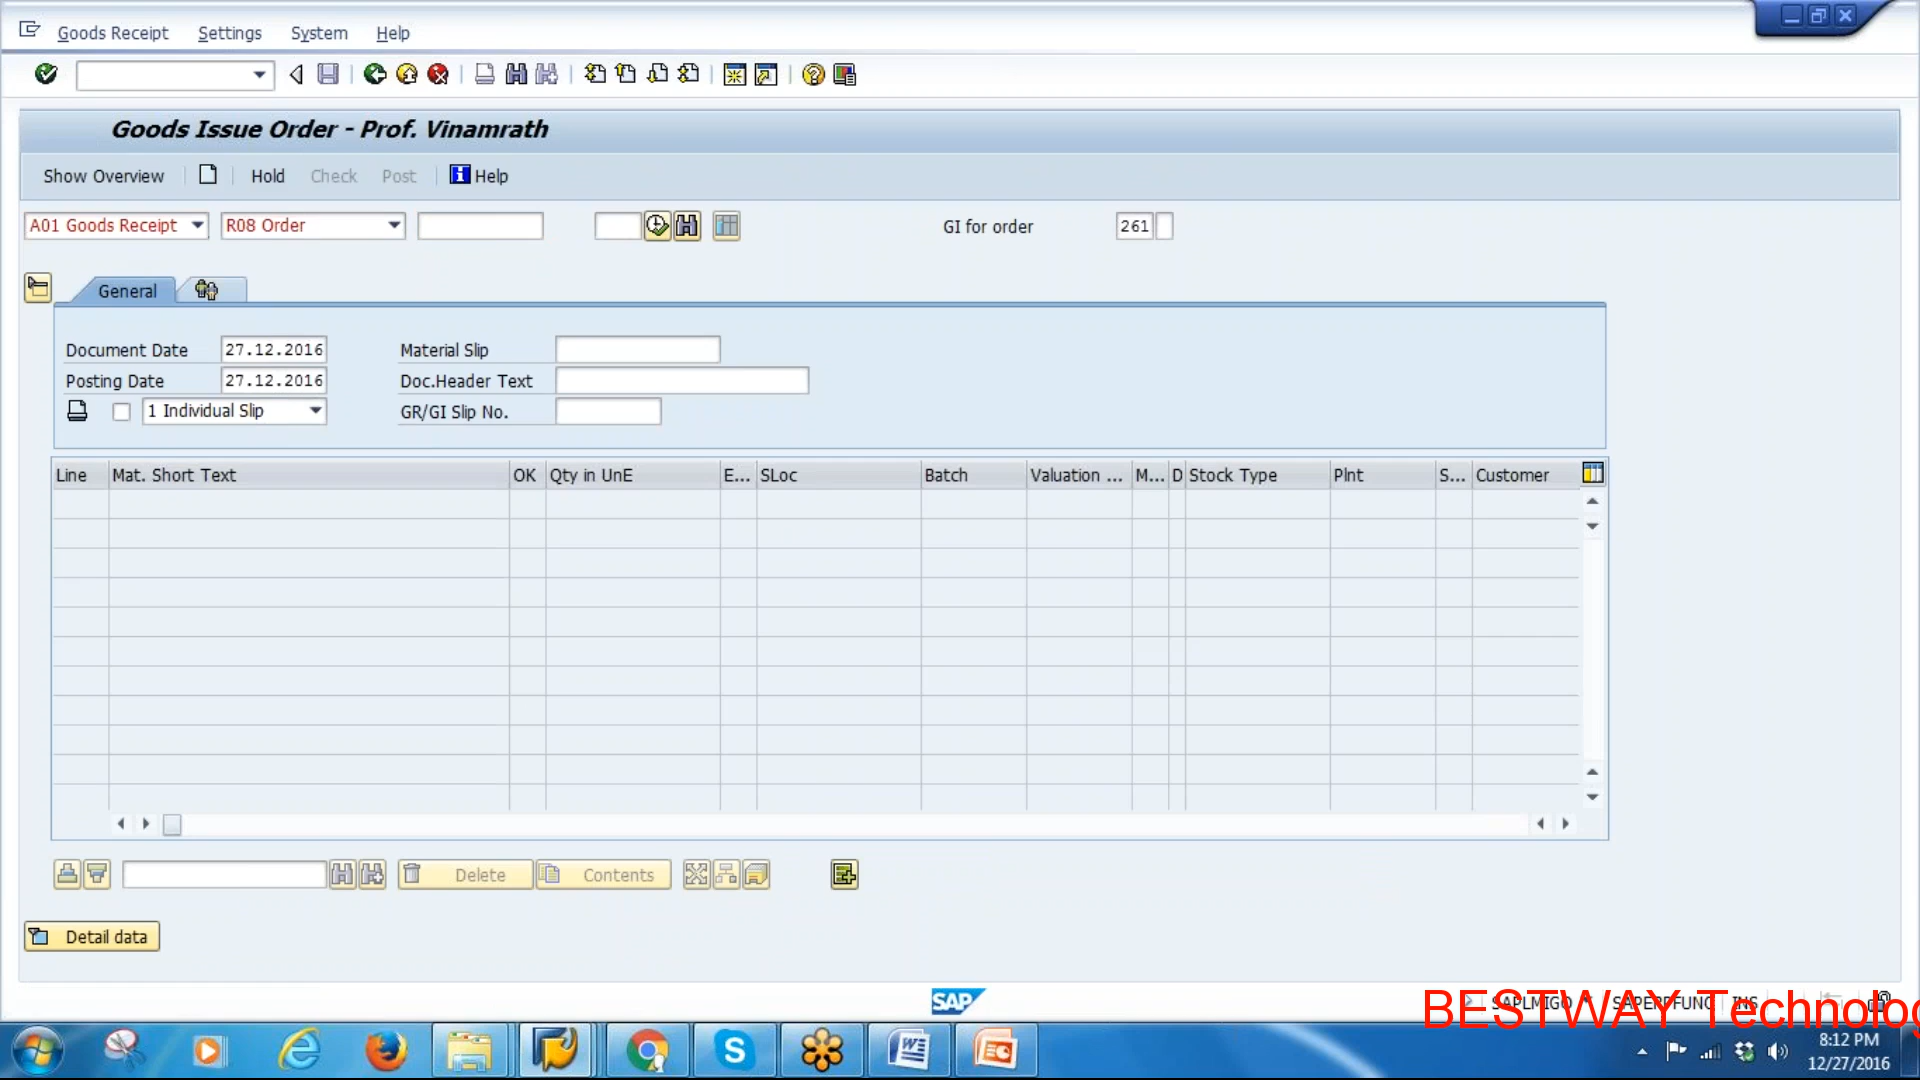 Goods Receipt Settings System Help
Goods Issue Order - Prof. Vinamrath
Show Overview Hold Check Post Help
A01 Goods Receipt R08 Order GI for order 261
General
Document Date 27.12.2016 Material Slip
Posting Date 27.12.2016 Doc.Header Text
1 Individual Slip GR/GI Slip No.
Line Mat. Short Text OK Qty in UnE E... SLoc Batch Valuation ... M... D Stock Type Plnt S... Customer
Delete Contents
Detail data
SAP SAPLMIGO SAPERPFUNC INS
BESTWAY Technolog
8:12 PM
12/27/2016